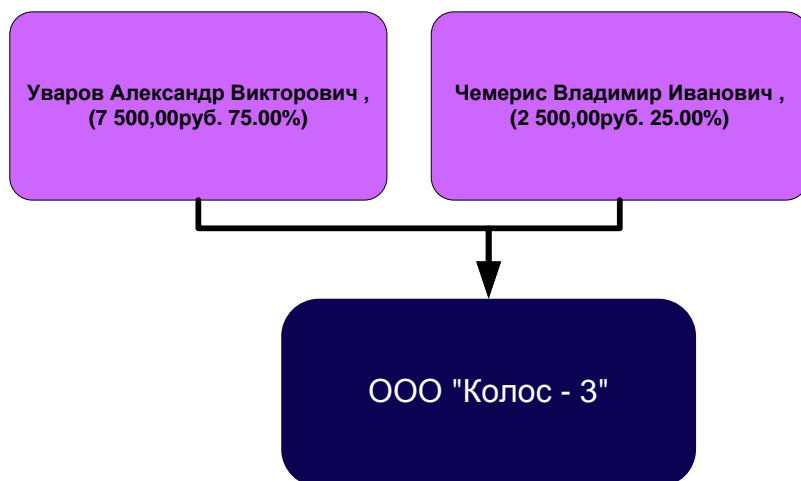 Уваров Александр Викторович ,
(7 500,00руб. 75.00%)
Чемерис Владимир Иванович ,
(2 500,00руб. 25.00%)
ООО "Колос - 3"